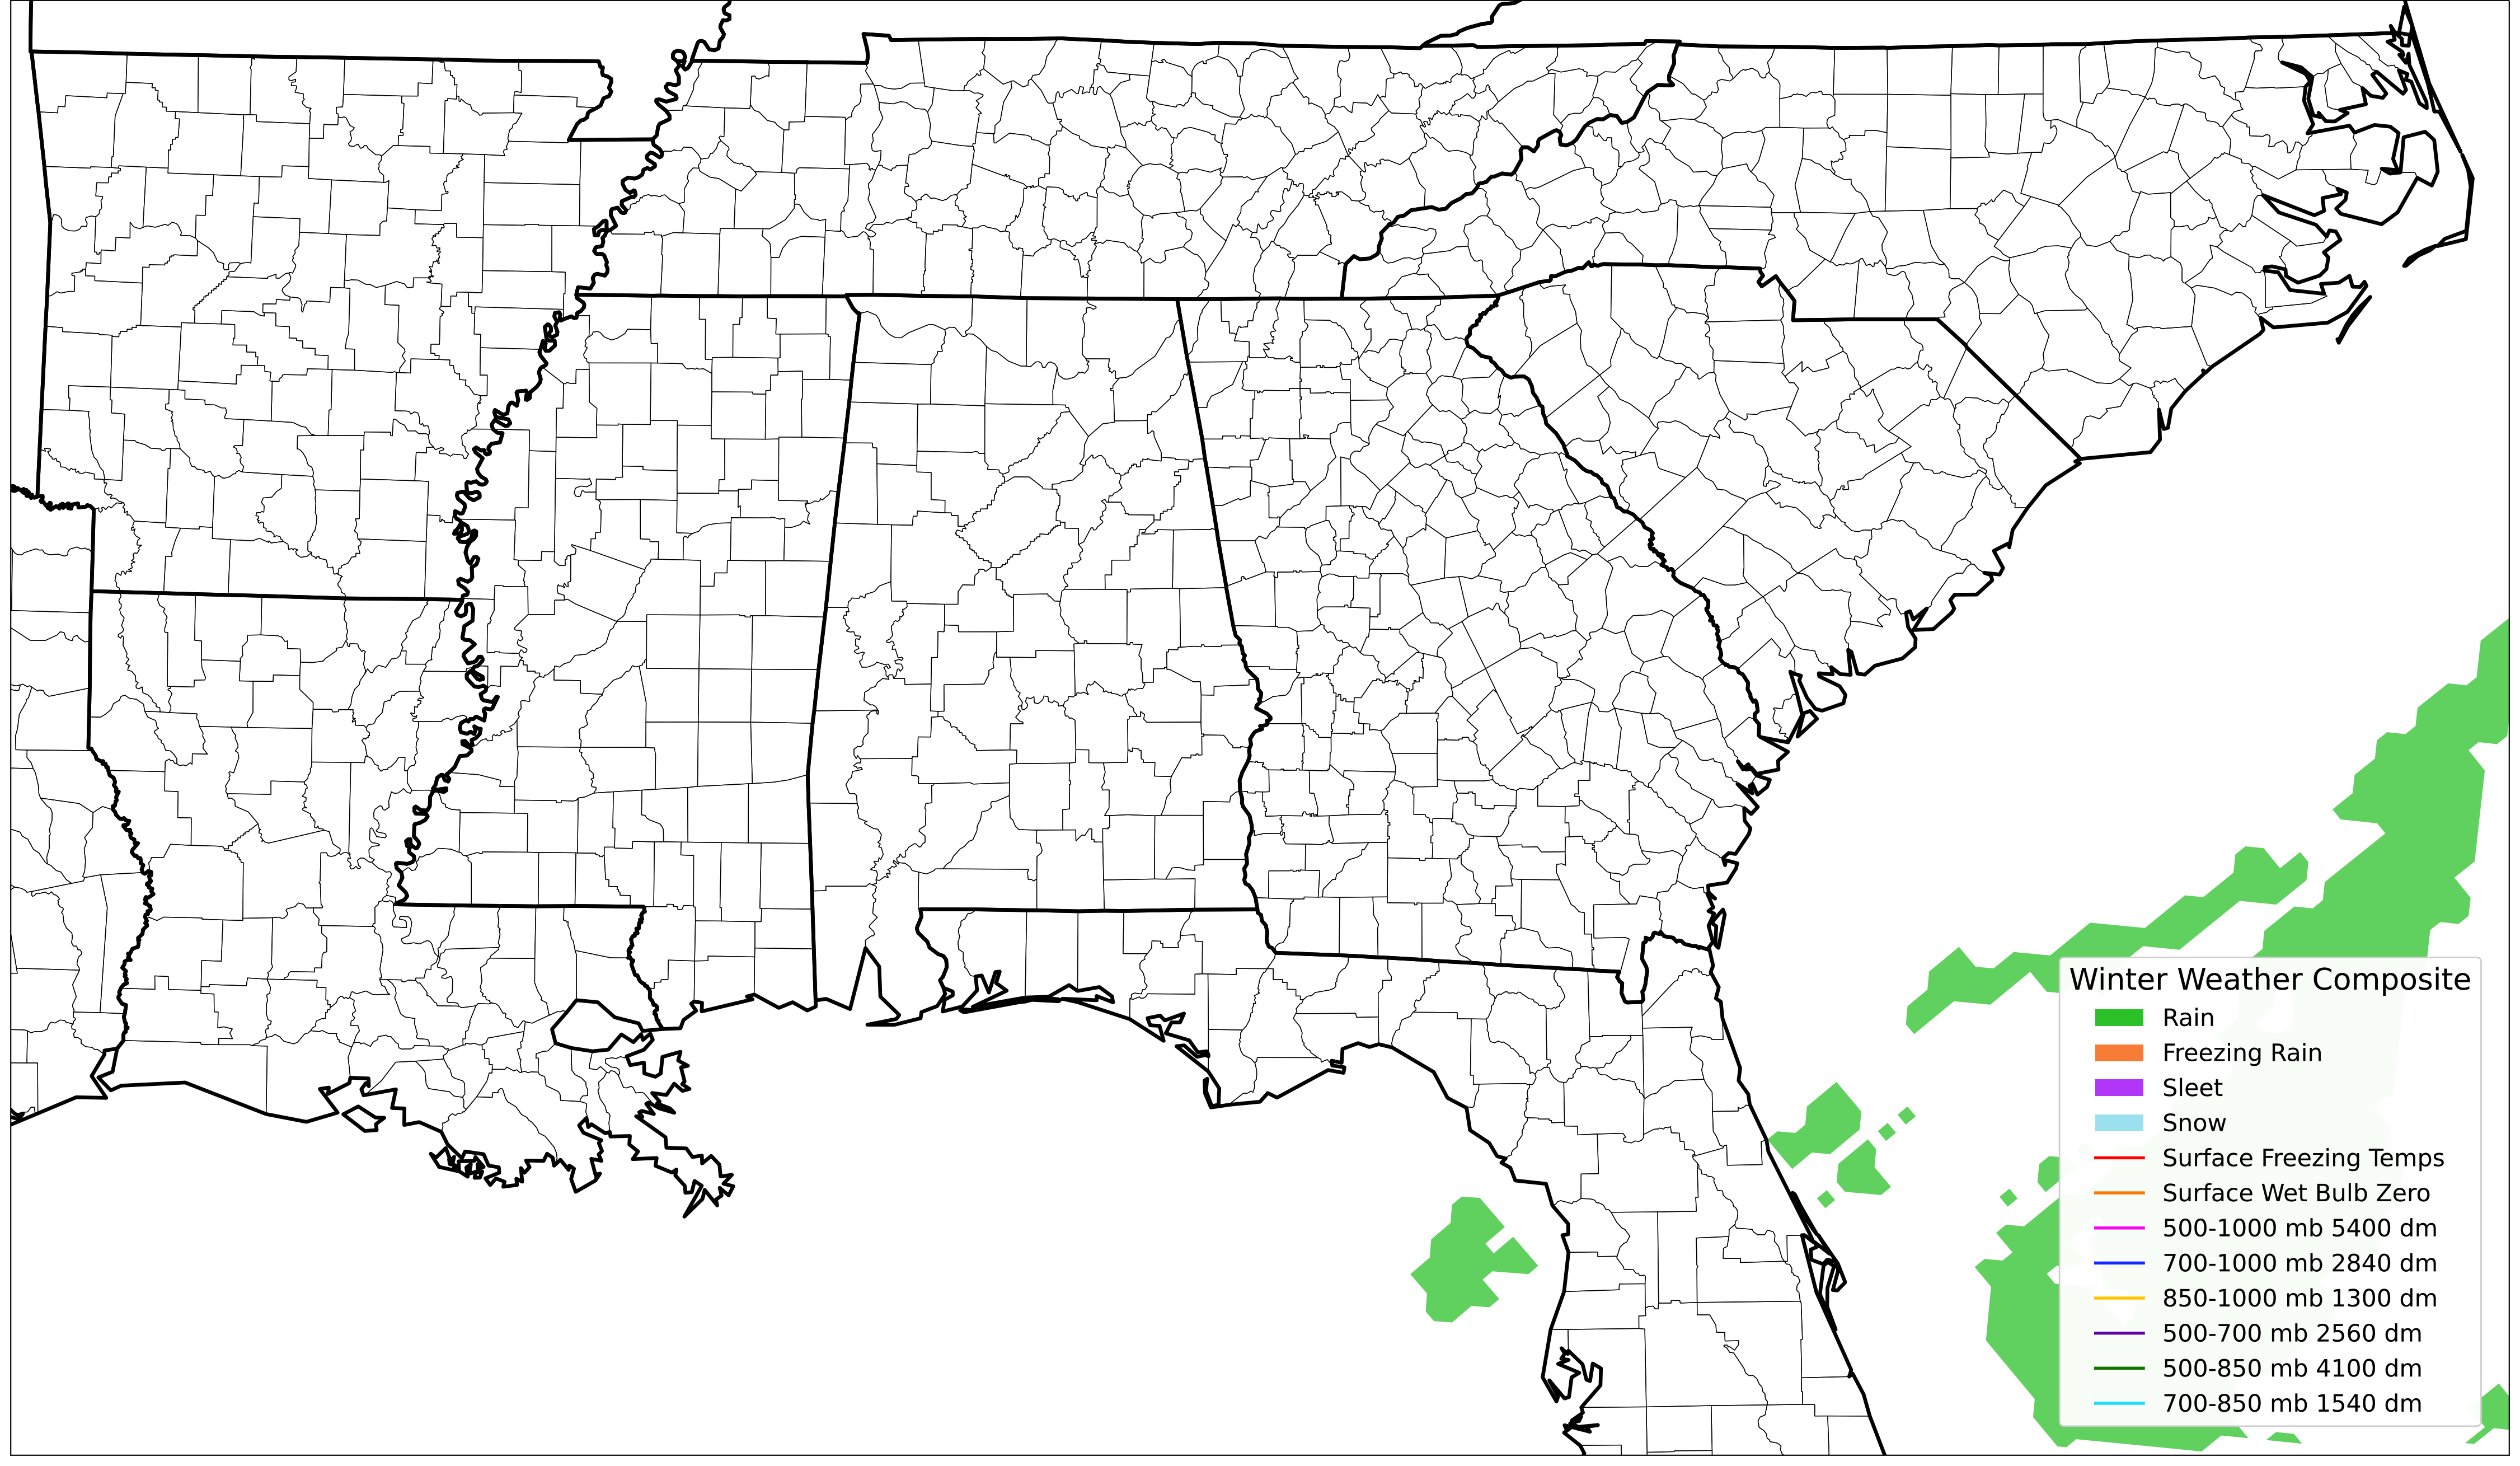 Winter Weather Composite
Rain
Freezing Rain
Sleet
Snow
Surface Freezing Temps
Surface Wet Bulb Zero
500-1000 mb 5400 dm
700-1000 mb 2840 dm
850-1000 mb 1300 dm
500-700 mb 2560 dm
500-850 mb 4100 dm
700-850 mb 1540 dm